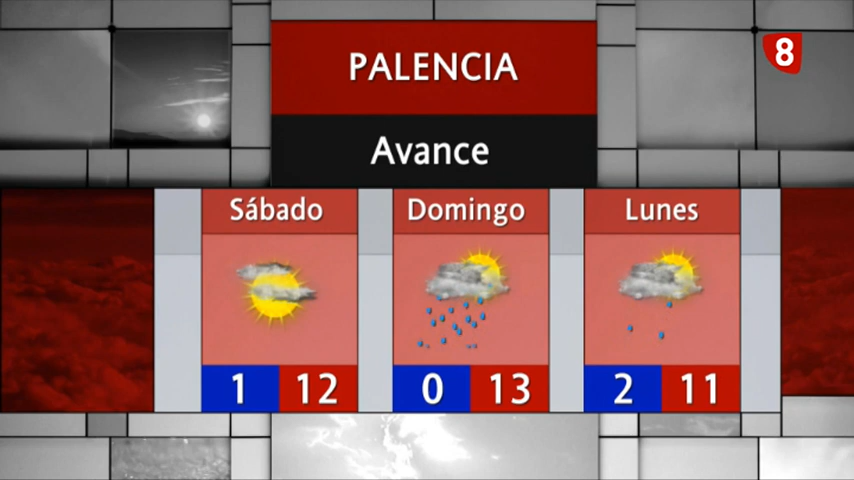 PALENCIA
8
Avance
Sábado
Domingo
Lunes
1 12
0 13
2 11